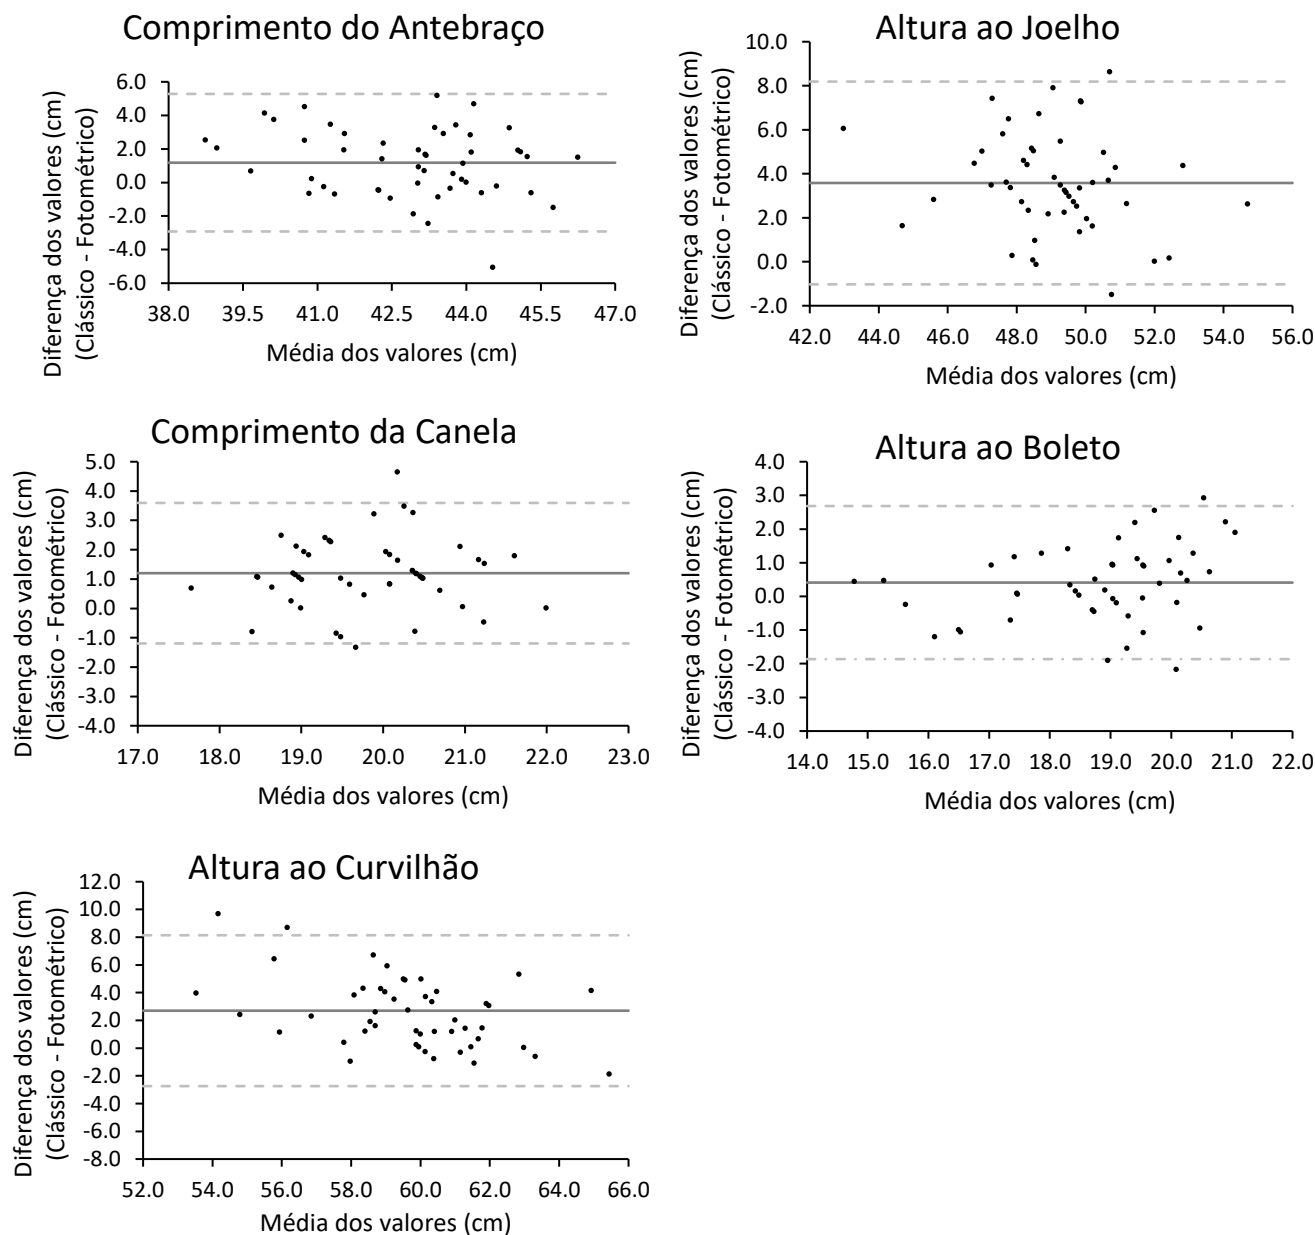 Comprimento do Antebraço
Diferença dos valores (cm)
(Clássico - Fotométrico)
6.0
4.0
2.0
0.0
-2.0
-4.0
-6.0
38.0 39.5 41.0 42.5 44.0 45.5 47.0
Média dos valores (cm)
Altura ao Joelho
Diferença dos valores (cm)
(Clássico - Fotométrico)
10.0
8.0
6.0
4.0
2.0
0.0
-2.0
42.0 44.0 46.0 48.0 50.0 52.0 54.0 56.0
Média dos valores (cm)
Comprimento da Canela
Diferença dos valores (cm)
(Clássico - Fotométrico)
5.0
4.0
3.0
2.0
1.0
0.0
-1.0
-2.0
-3.0
-4.0
17.0 18.0 19.0 20.0 21.0 22.0 23.0
Média dos valores (cm)
Altura ao Boleto
Diferença dos valores (cm)
(Clássico - Fotométrico)
4.0
3.0
2.0
1.0
0.0
-1.0
-2.0
-3.0
-4.0
14.0 15.0 16.0 17.0 18.0 19.0 20.0 21.0 22.0
Média dos valores (cm)
Altura ao Curvilhão
Diferença dos valores (cm)
(Clássico - Fotométrico)
12.0
10.0
8.0
6.0
4.0
2.0
0.0
-2.0
-4.0
-6.0
-8.0
52.0 54.0 56.0 58.0 60.0 62.0 64.0 66.0
Média dos valores (cm)